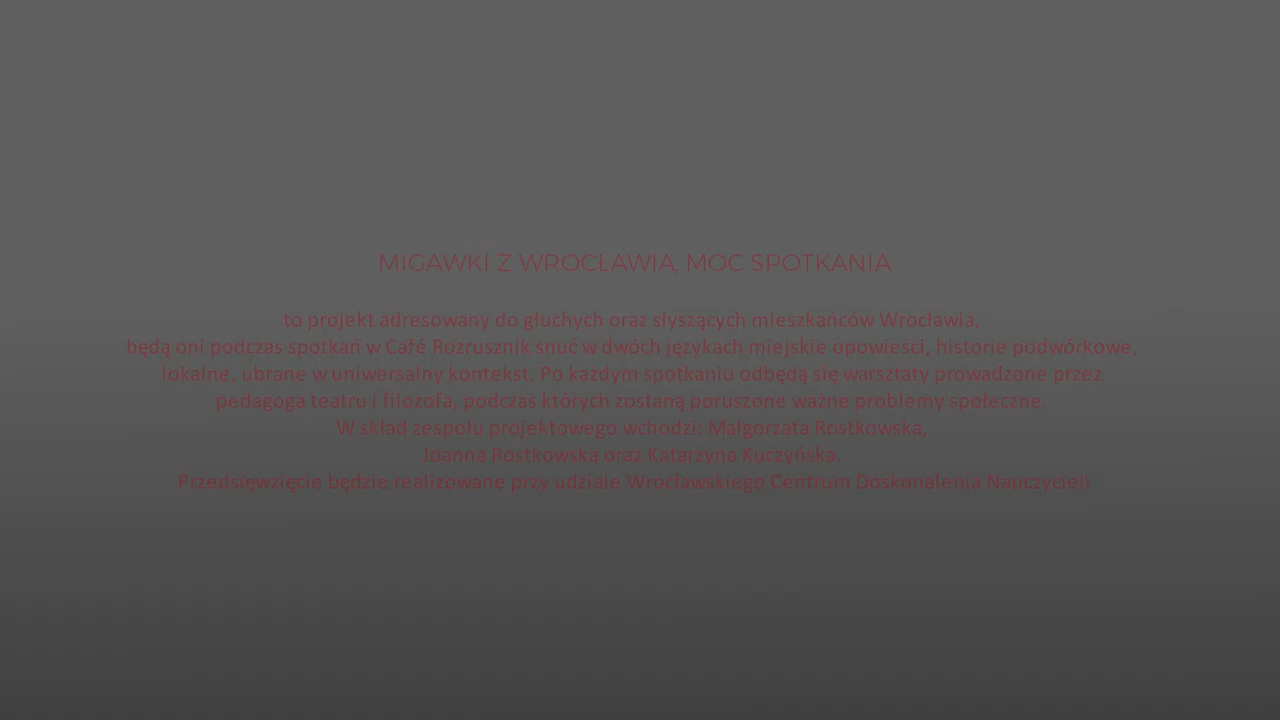 MIGAWKI Z WROCŁAWIA, MOC SPOTKANIA
to projekt adresowany do głuchych oraz słyszących mieszkańców Wrocławia,
będą oni podczas spotkań w Café Rozrusznik snuć w dwóch językach miejskie opowieści, historie podwórkowe,
lokalne, ubrane w uniwersalny kontekst. Po każdym spotkaniu odbędą się warsztaty prowadzone przez
pedagoga teatru i filozofa, podczas których zostaną poruszone ważne problemy społeczne.
W skład zespołu projektowego wchodzi: Małgorzata Rostkowska,
Joanna Rostkowska oraz Katarzyna Kuczyńska.
Przedsięwzięcie będzie realizowane przy udziale Wrocławskiego Centrum Doskonalenia Nauczycieli